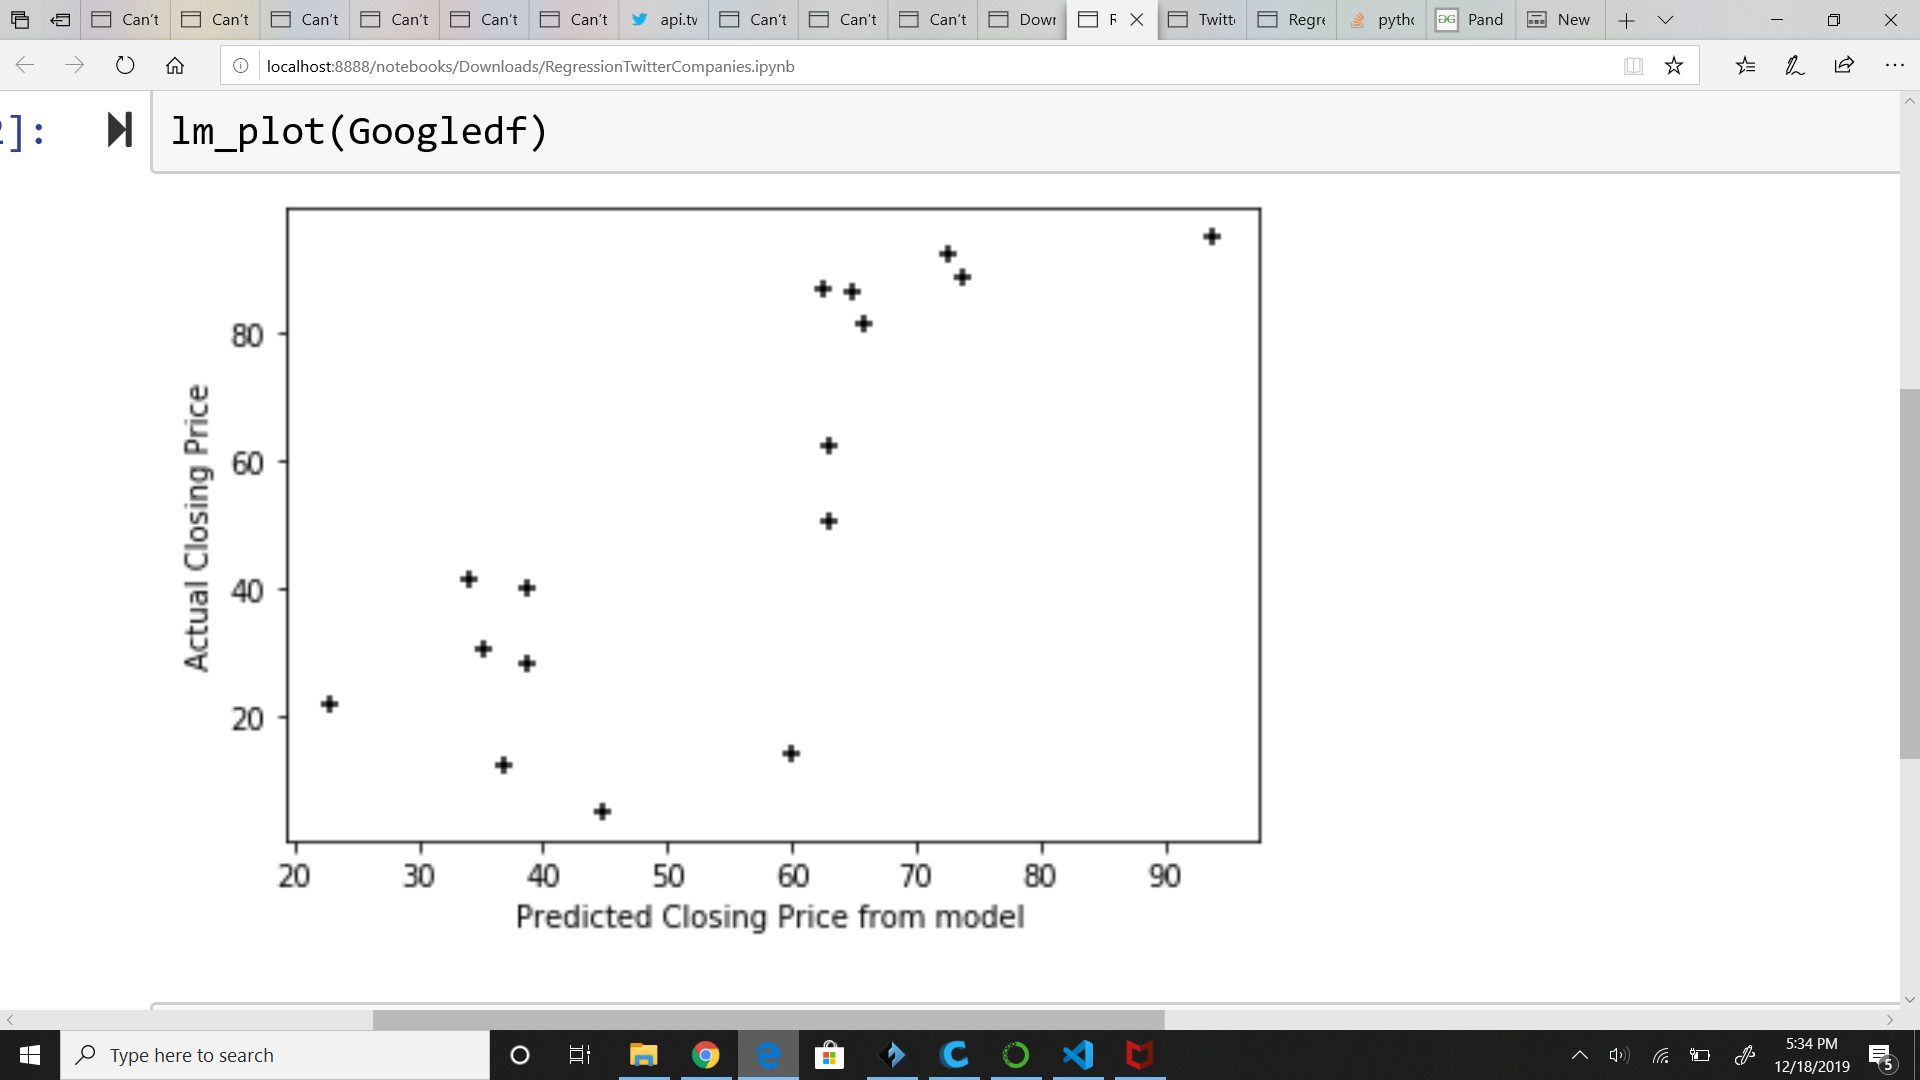 Can't Can't Can't Can't Can't Can't api.tv Can't Can't Can't Dowr Twitt Regre pytho Pand New
localhost:8888/notebooks/Downloads/RegressionTwitterCompanies.ipynb
]: lm_plot(Googledf)
80
60
40
20
Actual Closing Price
20 30 40 50 60 70 80 90
Predicted Closing Price from model
Type here to search
5:34 PM
12/18/2019
5